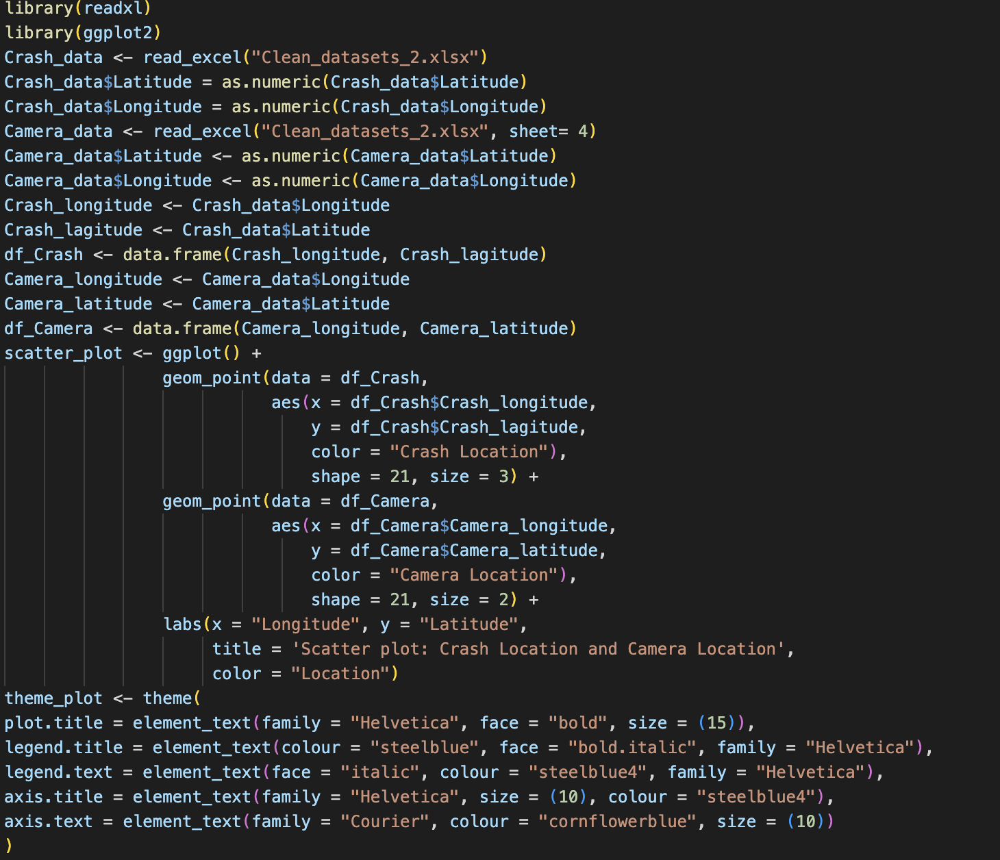 library(readxl)
library(ggplot2)
Crash_data <- read_excel("Clean_datasets_2.xlsx")
Crash_data$Latitude = as.numeric(Crash_data$Latitude)
Crash_data$Longitude = as.numeric(Crash_data$Longitude)
Camera_data <- read_excel("Clean_datasets_2.xlsx", sheet= 4)
Camera_data$Latitude <- as.numeric(Camera_data$Latitude)
Camera_data$Longitude <- as.numeric(Camera_data$Longitude)
Crash_longitude <- Crash_data$Longitude
Crash_lagitude <- Crash_data$Latitude
df_Crash <- data.frame(Crash_longitude, Crash_lagitude)
Camera_longitude <- Camera_data$Longitude
Camera_latitude <- Camera_data$Latitude
df_Camera <- data.frame(Camera_longitude, Camera_latitude)
scatter_plot <- ggplot() +
                geom_point(data = df_Crash,
                           aes(x = df_Crash$Crash_longitude,
                               y = df_Crash$Crash_lagitude,
                               color = "Crash Location"),
                               shape = 21, size = 3) +
                geom_point(data = df_Camera,
                           aes(x = df_Camera$Camera_longitude,
                               y = df_Camera$Camera_latitude,
                               color = "Camera Location"),
                               shape = 21, size = 2) +
                labs(x = "Longitude", y = "Latitude",
                     title = 'Scatter plot: Crash Location and Camera Location',
                     color = "Location")
theme_plot <- theme(
plot.title = element_text(family = "Helvetica", face = "bold", size = (15)),
legend.title = element_text(colour = "steelblue", face = "bold.italic", family = "Helvetica"),
legend.text = element_text(face = "italic", colour = "steelblue4", family = "Helvetica"),
axis.title = element_text(family = "Helvetica", size = (10), colour = "steelblue4"),
axis.text = element_text(family = "Courier", colour = "cornflowerblue", size = (10))
)